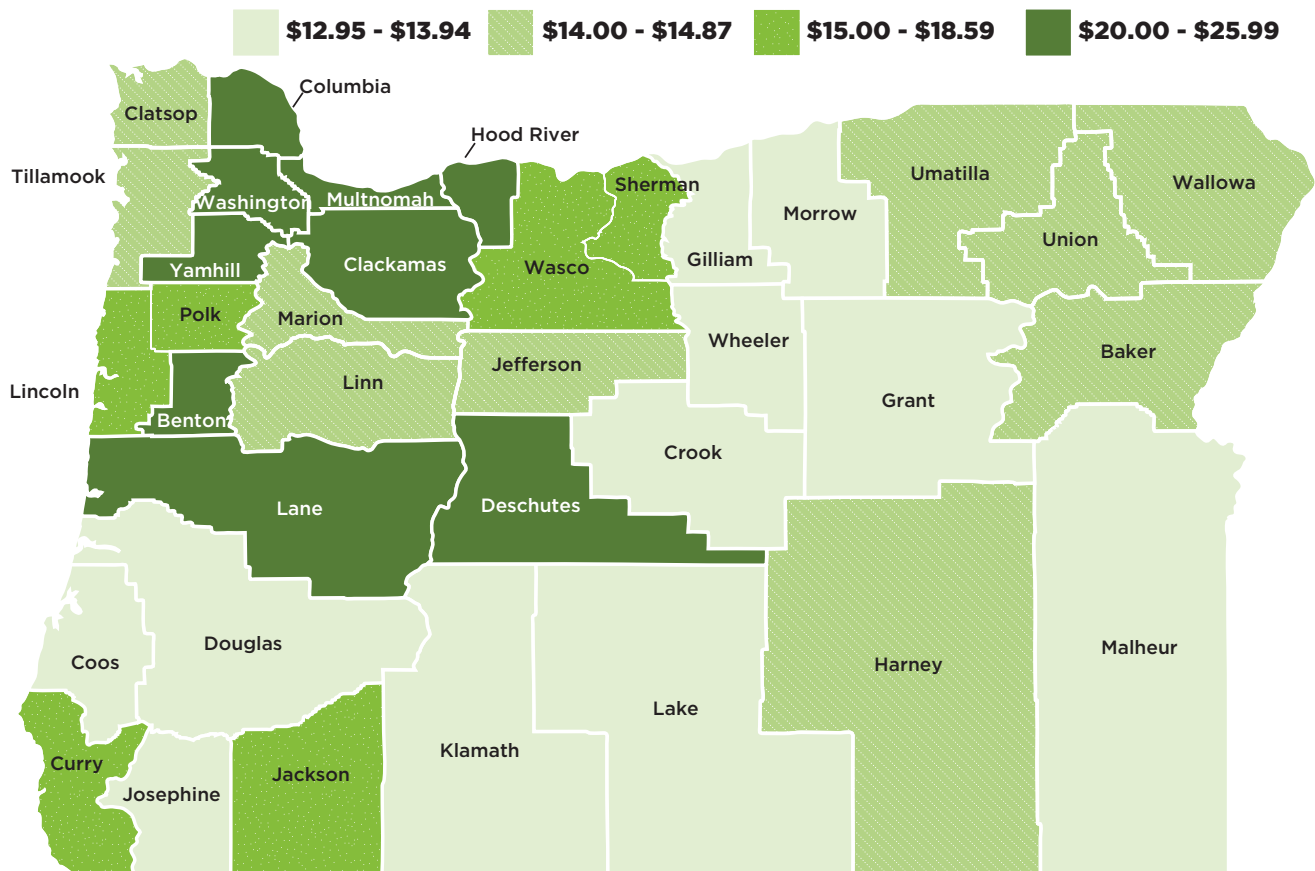 $12.95 - $13.94
$14.00 - $14.87
$15.00 - $18.59
$20.00 - $25.99
Columbia
Clatsop
Hood River
Tillamook
Washington
Multnomah
Sherman
Umatilla
Wallowa
Morrow
Union
Gilliam
Yamhill
Clackamas
Wasco
Polk
Marion
Wheeler
Baker
Jefferson
Linn
Lincoln
Grant
Benton
Crook
Lane
Deschutes
Douglas
Coos
Malheur
Harney
Lake
Klamath
Curry
Jackson
Josephine